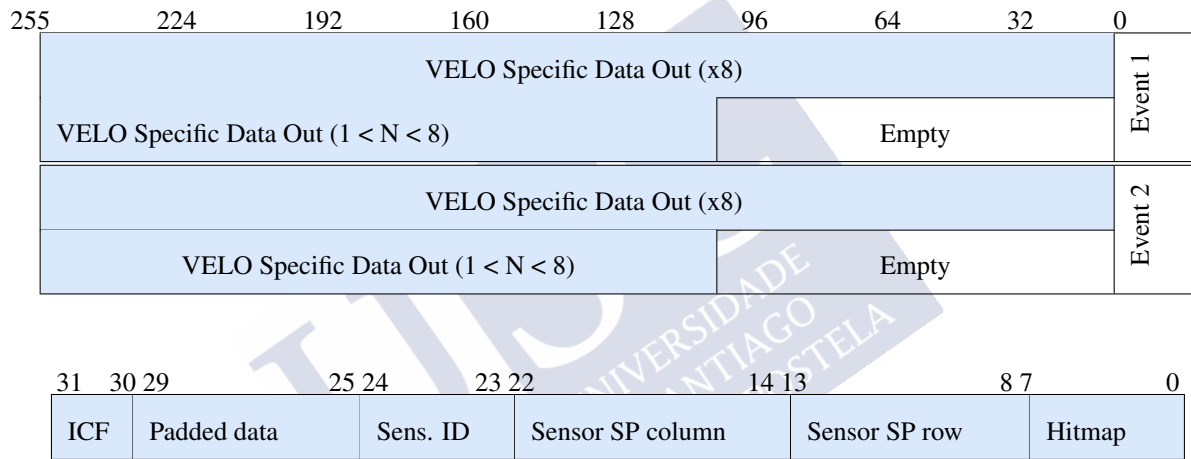 255 224 192 160 128 96 64 32 0
VELO Specific Data Out (x8)
Event 1
VELO Specific Data Out (1 < N < 8) Empty
VELO Specific Data Out (x8)
Event 2
VELO Specific Data Out (1 < N < 8) Empty
UNIVERSIDADE
SANTIAGO
31 30 29 25 24 23 22 14 13 8 7 0
ICF Padded data Sens. ID Sensor SP column Sensor SP row Hitmap